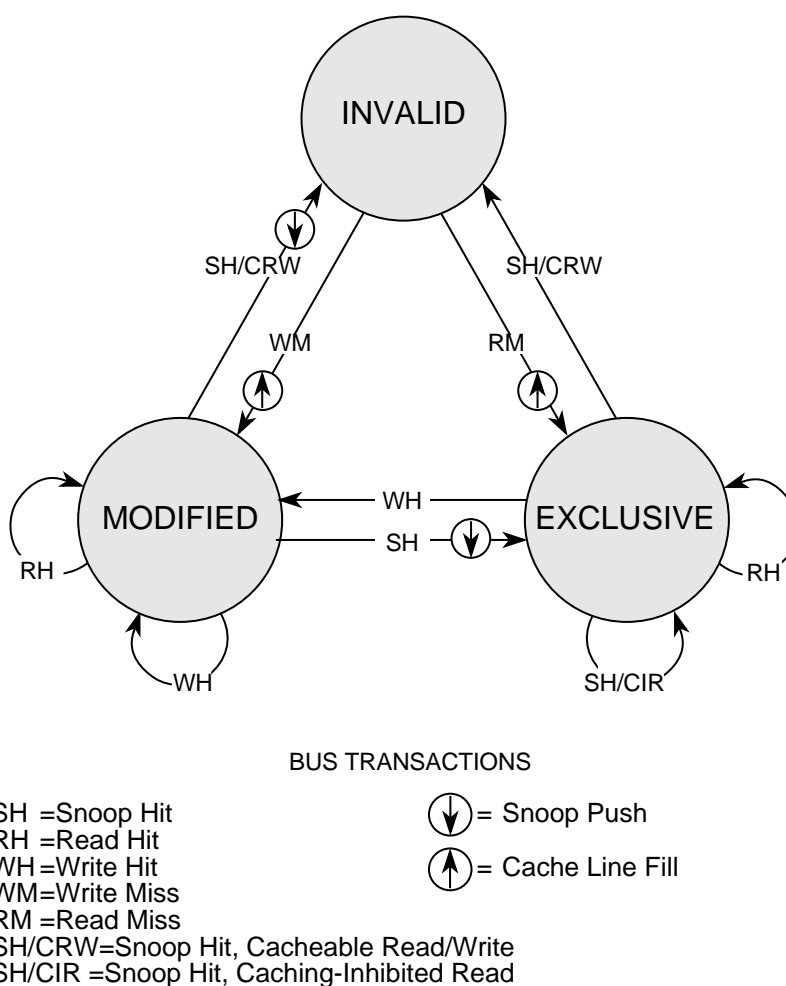 INVALID
SH/CRW
SH/CRW
WM
RM
MODIFIED
WH
EXCLUSIVE
SH
RH
RH
WH
SH/CIR
BUS TRANSACTIONS
SH =Snoop Hit
= Snoop Push
RH =Read Hit
WH =Write Hit
= Cache Line Fill
WM=Write Miss
RM =Read Miss
SH/CRW=Snoop Hit, Cacheable Read/Write
SH/CIR =Snoop Hit, Caching-Inhibited Read